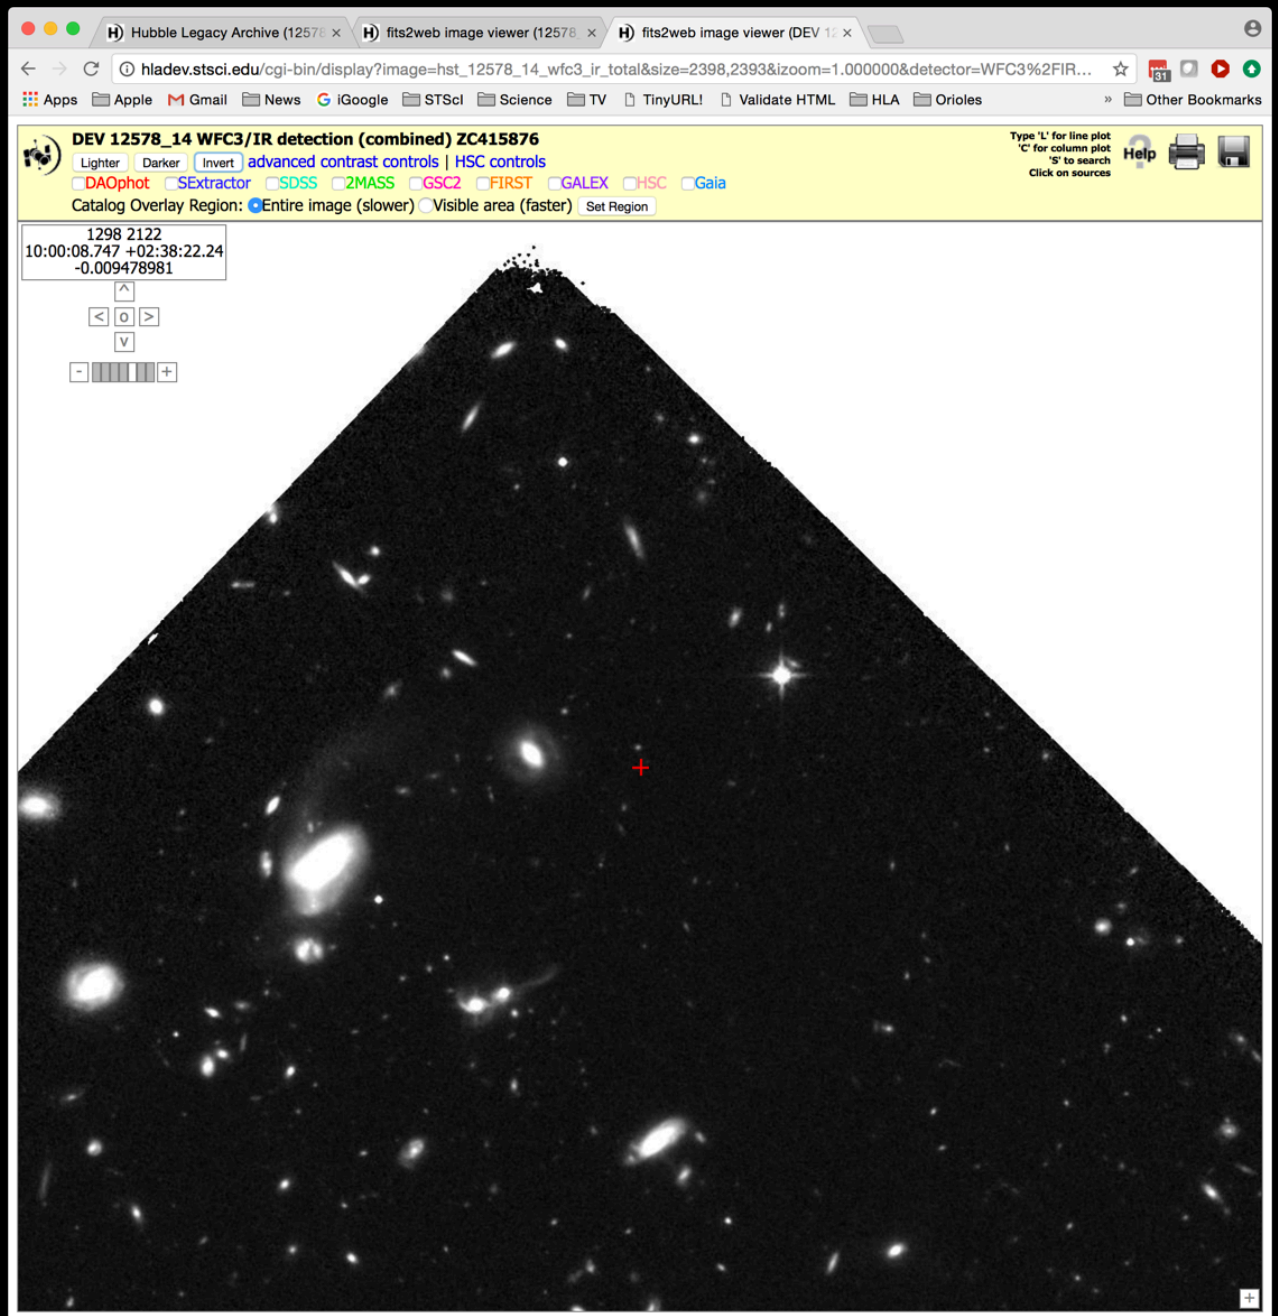 Hubble Legacy Archive (12578
fits2web image viewer (12578_
fits2web image viewer (DEV 12
hladev.stsci.edu/cgi-bin/display?image=hst_12578_14_wfc3_ir_total&size=2398,2393&izoom=1.000000&detector=WFC3%2FIR...
31
Apps Apple Gmail News iGoogle STScI Science TV TinyURL! Validate HTML HLA Orioles » Other Bookmarks
DEV 12578_14 WFC3/IR detection (combined) ZC415876
Lighter Darker Invert advanced contrast controls | HSC controls
DAOphot SExtractor SDSS 2MASS GSC2 FIRST GALEX HSC Gaia
Catalog Overlay Region: Entire image (slower) Visible area (faster) Set Region
Type 'L' for line plot
'C' for column plot
'S' to search
Click on sources
Help
1298 2122
10:00:08.747 +02:38:22.24
-0.009478981
^
< o >
v
- +
+